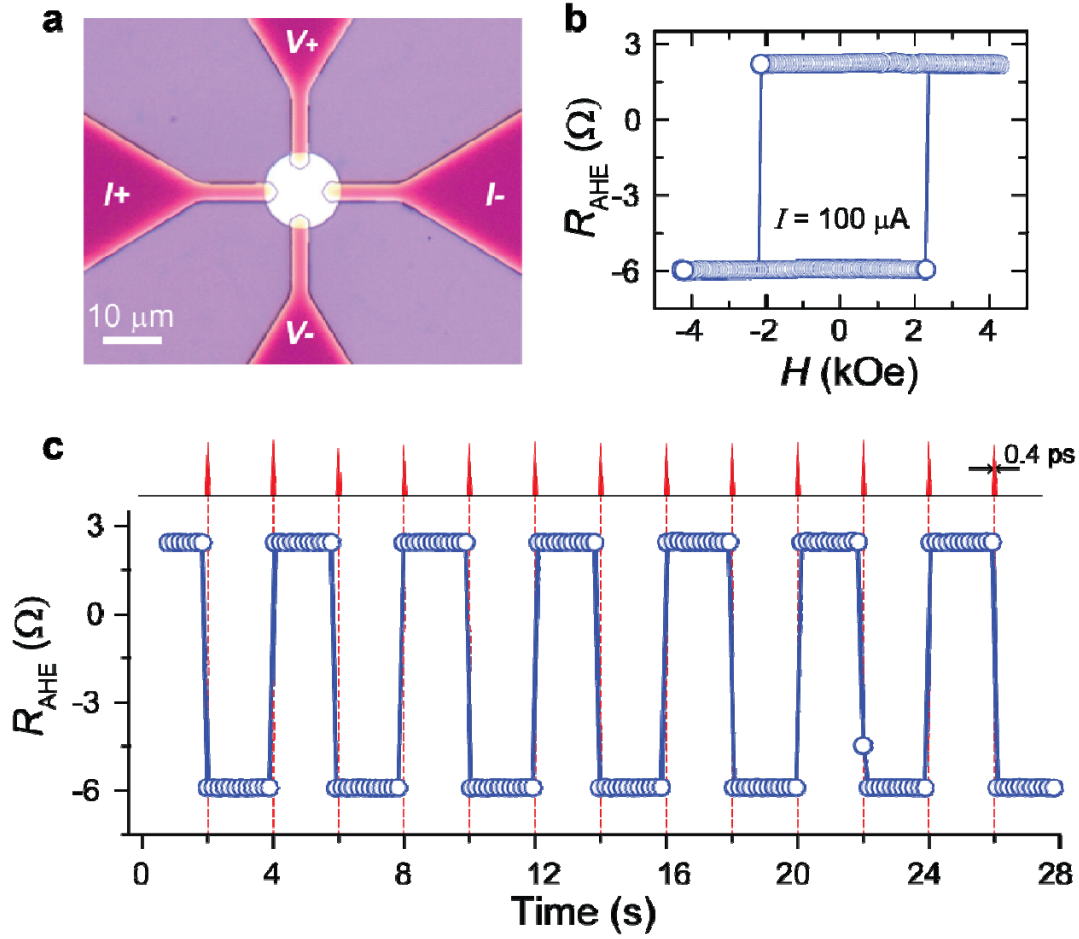 a
V+
I+
I-
V-
10 μm
b
R_AHE (Ω)
3
0
-3
-6
I = 100 μA
-4 -2 0 2 4
H (kOe)
c
0.4 ps
R_AHE (Ω)
3
0
-3
-6
0 4 8 12 16 20 24 28
Time (s)